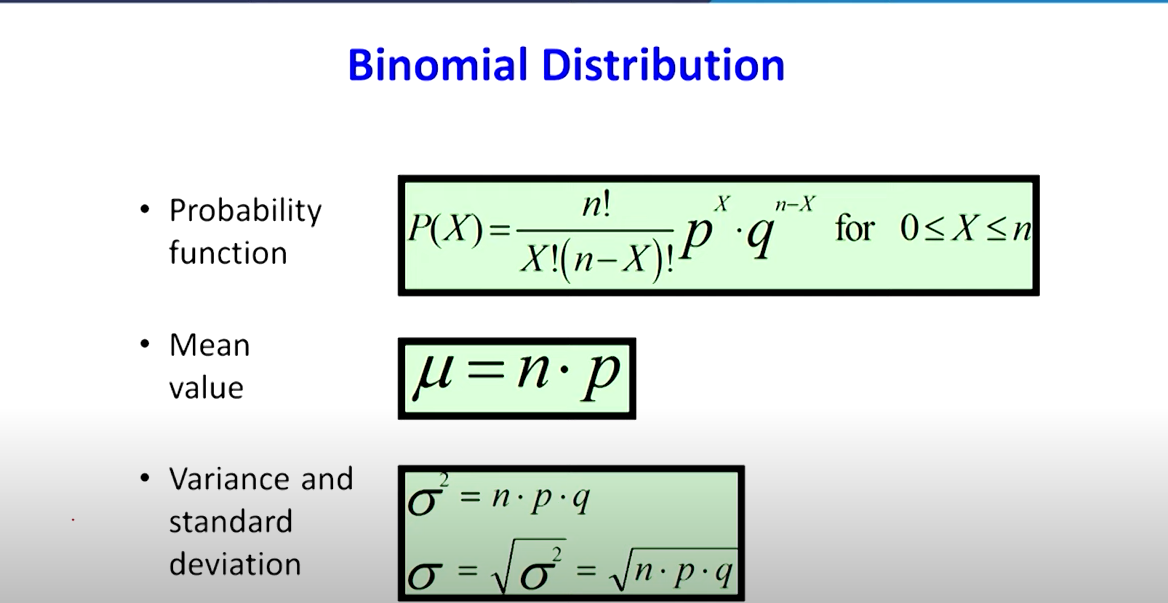 Binomial Distribution
• Probability function
P(X) = n! / X!(n−X)! p^X · q^(n−X) for 0 ≤ X ≤ n
• Mean value
μ = n · p
• Variance and standard deviation
σ² = n · p · q
σ = √σ² = √n · p · q